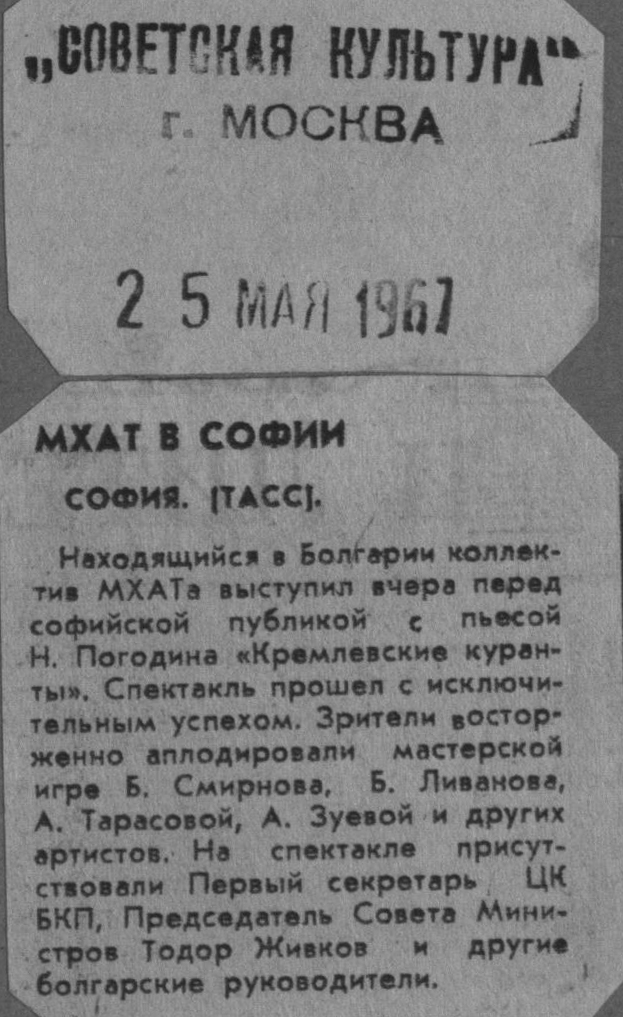 „СОВЕТСКАЯ КУЛЬТУРА“
г. МОСКВА
25 МАЯ 1967
МХАТ В СОФИИ
СОФИЯ. (ТАСС).
Находящийся в Болгарии коллек-
тив МХАТа выступил вчера перед
софийской публикой с пьесой
Н. Погодина «Кремлевские куран-
ты». Спектакль прошел с исключи-
тельным успехом. Зрители востор-
женно аплодировали мастерской
игре Б. Смирнова, Б. Ливанова,
А. Тарасовой, А. Зуевой и других
артистов. На спектакле присут-
ствовали Первый секретарь ЦК
БКП, Председатель Совета Мини-
стров Тодор Живков и другие
болгарские руководители.